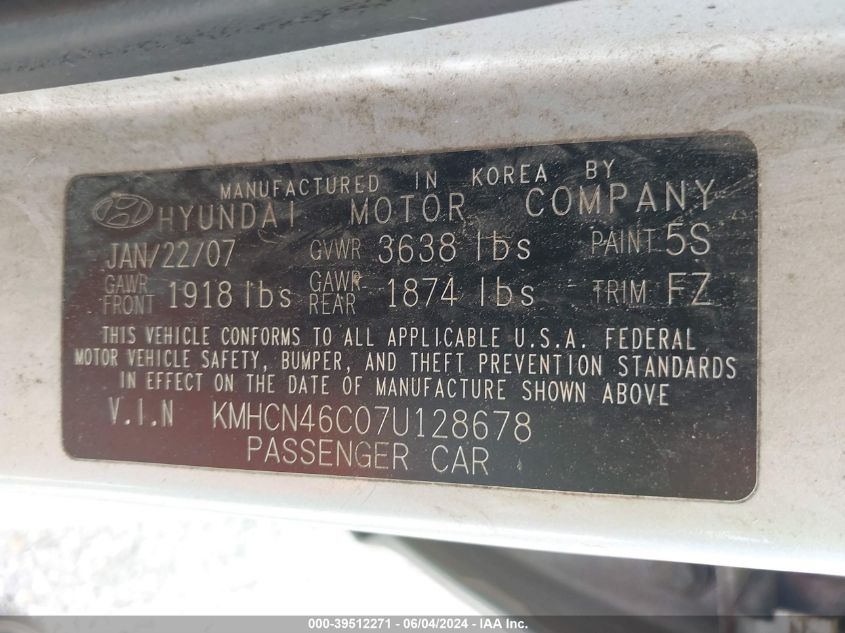 MANUFACTURED IN KOREA BY
HYUNDAI MOTOR COMPANY
JAN/22/07 GVWR 3638 lbs PAINT 5S
GAWR FRONT 1918 lbs GAWR REAR 1874 lbs TRIM FZ
THIS VEHICLE CONFORMS TO ALL APPLICABLE U.S.A. FEDERAL
MOTOR VEHICLE SAFETY, BUMPER, AND THEFT PREVENTION STANDARDS
IN EFFECT ON THE DATE OF MANUFACTURE SHOWN ABOVE
V.I.N KMHCN46C07U128678
PASSENGER CAR
000-39512271 - 06/04/2024 - IAA Inc.